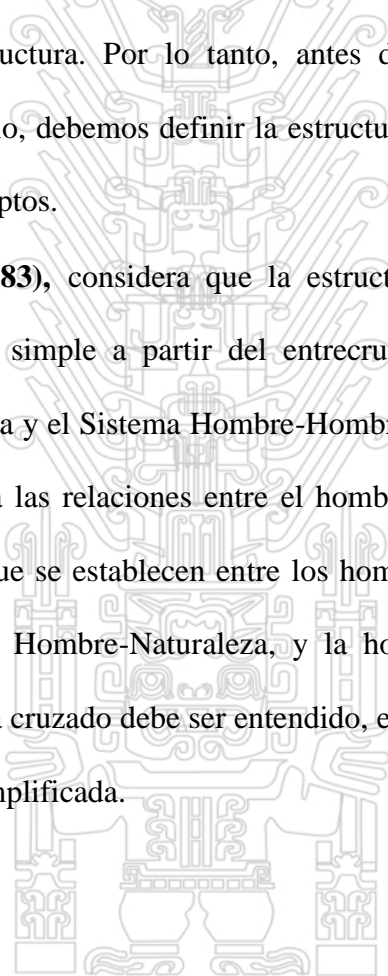 uctura. Por lo tanto, antes d
lo, debemos definir la estructu
ptos.
83), considera que la estruct
simple a partir del entrecru
a y el Sistema Hombre-Hombr
a las relaciones entre el homb
ue se establecen entre los hom
Hombre-Naturaleza, y la ho
a cruzado debe ser entendido, e
mplificada.